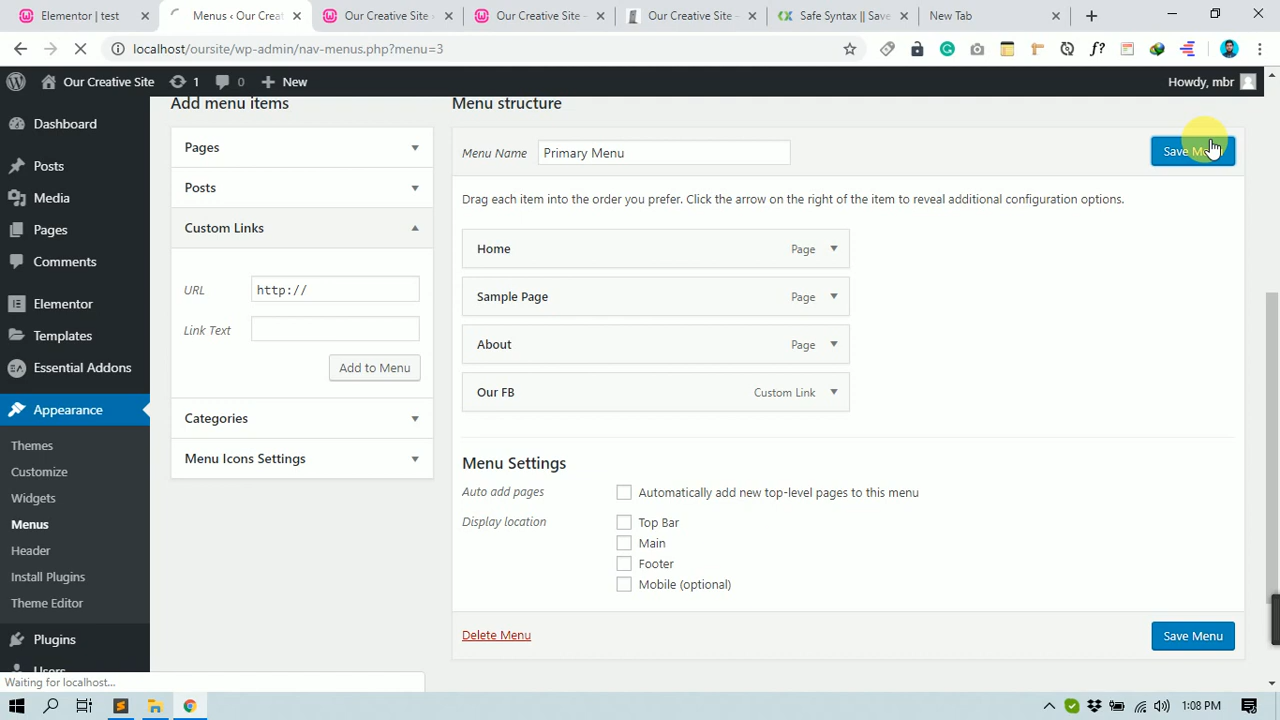 Elementor | test
Menus ‹ Our Crea
Our Creative Site
Our Creative Site –
Our Creative Site –
Safe Syntax || Save
New Tab
localhost/oursite/wp-admin/nav-menus.php?menu=3
Our Creative Site 1 0 New Howdy, mbr
Dashboard
Posts
Media
Pages
Comments
Elementor
Templates
Essential Addons
Appearance
Themes
Customize
Widgets
Menus
Header
Install Plugins
Theme Editor
Plugins
Users
Add menu items
Pages
Posts
Custom Links
URL http://
Link Text
Add to Menu
Categories
Menu Icons Settings
Menu structure
Menu Name Primary Menu
Save
Drag each item into the order you prefer. Click the arrow on the right of the item to reveal additional configuration options.
Home Page
Sample Page Page
About Page
Our FB Custom Link
Menu Settings
Auto add pages Automatically add new top-level pages to this menu
Display location Top Bar
Main
Footer
Mobile (optional)
Delete Menu Save Menu
Waiting for localhost...
1:08 PM